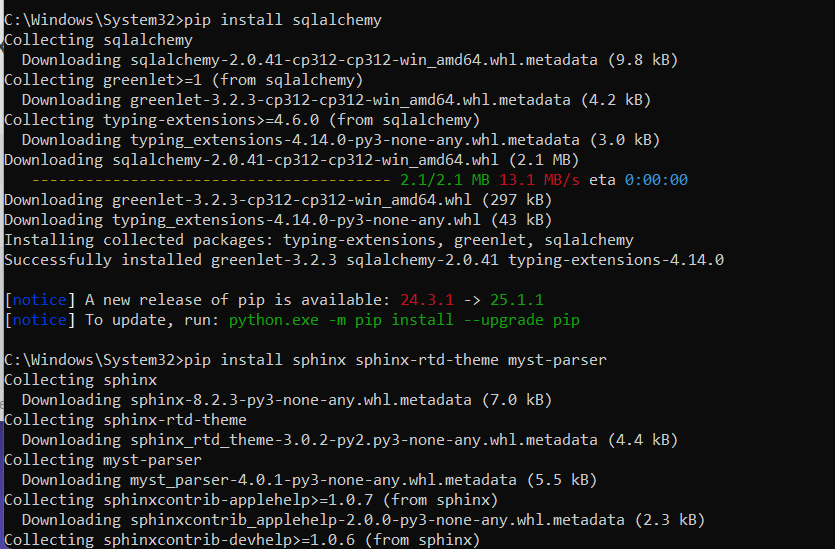 C:\Windows\System32>pip install sqlalchemy
Collecting sqlalchemy
  Downloading sqlalchemy-2.0.41-cp312-cp312-win_amd64.whl.metadata (9.8 kB)
Collecting greenlet>=1 (from sqlalchemy)
  Downloading greenlet-3.2.3-cp312-cp312-win_amd64.whl.metadata (4.2 kB)
Collecting typing-extensions>=4.6.0 (from sqlalchemy)
  Downloading typing_extensions-4.14.0-py3-none-any.whl.metadata (3.0 kB)
Downloading sqlalchemy-2.0.41-cp312-cp312-win_amd64.whl (2.1 MB)
   ---------------------------------------- 2.1/2.1 MB 13.1 MB/s eta 0:00:00
Downloading greenlet-3.2.3-cp312-cp312-win_amd64.whl (297 kB)
Downloading typing_extensions-4.14.0-py3-none-any.whl (43 kB)
Installing collected packages: typing-extensions, greenlet, sqlalchemy
Successfully installed greenlet-3.2.3 sqlalchemy-2.0.41 typing-extensions-4.14.0

[notice] A new release of pip is available: 24.3.1 -> 25.1.1
[notice] To update, run: python.exe -m pip install --upgrade pip

C:\Windows\System32>pip install sphinx sphinx-rtd-theme myst-parser
Collecting sphinx
  Downloading sphinx-8.2.3-py3-none-any.whl.metadata (7.0 kB)
Collecting sphinx-rtd-theme
  Downloading sphinx_rtd_theme-3.0.2-py2.py3-none-any.whl.metadata (4.4 kB)
Collecting myst-parser
  Downloading myst_parser-4.0.1-py3-none-any.whl.metadata (5.5 kB)
Collecting sphinxcontrib-applehelp>=1.0.7 (from sphinx)
  Downloading sphinxcontrib_applehelp-2.0.0-py3-none-any.whl.metadata (2.3 kB)
Collecting sphinxcontrib-devhelp>=1.0.6 (from sphinx)